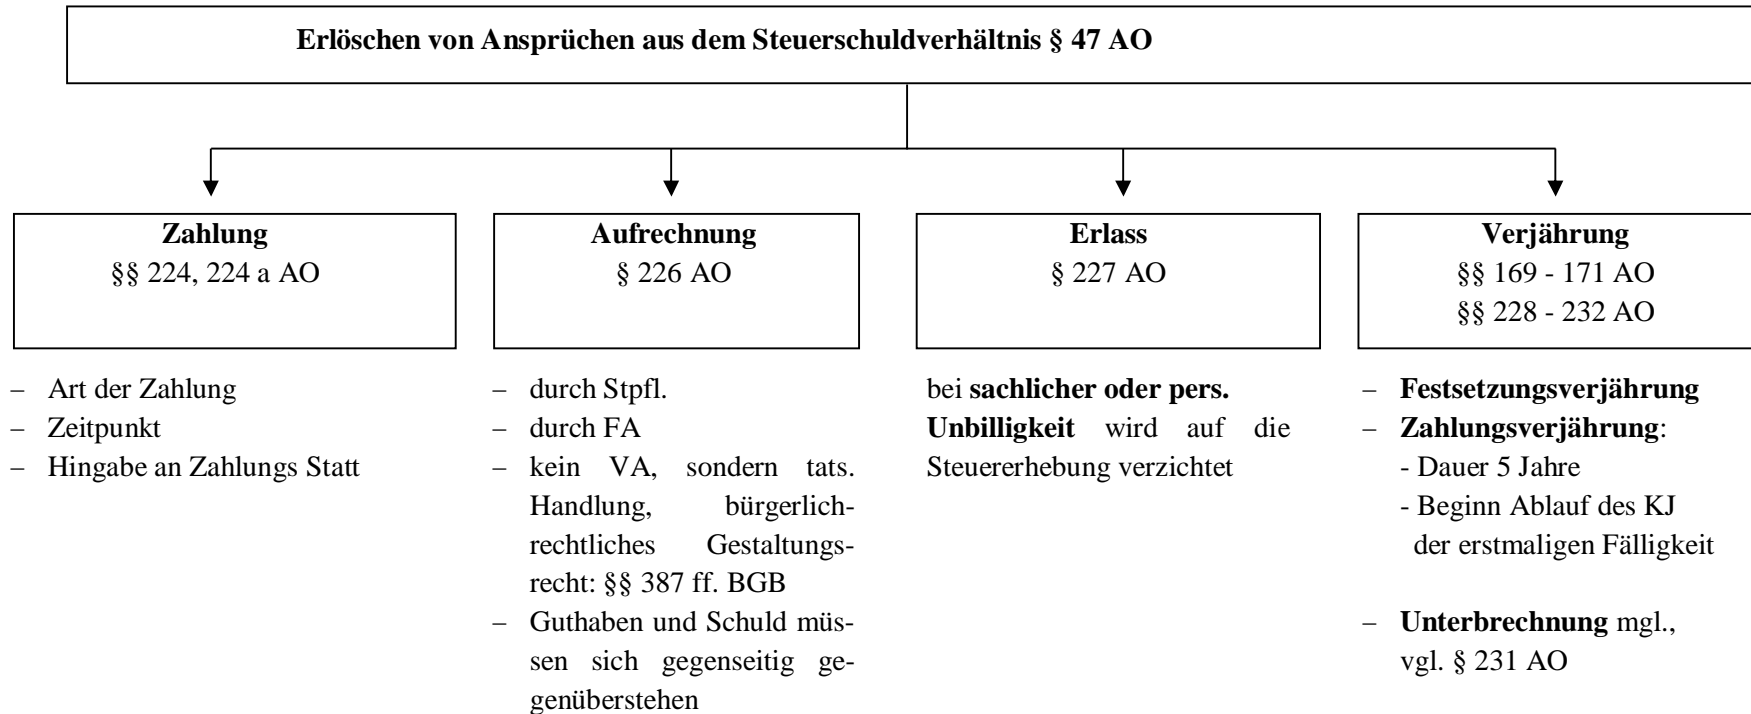 Erlöschen von Ansprüchen aus dem Steuerschuldverhältnis § 47 AO
Zahlung
§§ 224, 224 a AO
Aufrechnung
§ 226 AO
Erlass
§ 227 AO
Verjährung
§§ 169 - 171 AO
§§ 228 - 232 AO
– Art der Zahlung
– Zeitpunkt
– Hingabe an Zahlungs Statt
– durch Stpfl.
– durch FA
– kein VA, sondern tats.
Handlung, bürgerlich-
rechtliches Gestaltungs-
recht: §§ 387 ff. BGB
– Guthaben und Schuld müs-
sen sich gegenseitig ge-
genüberstehen
bei sachlicher oder pers.
Unbilligkeit wird auf die
Steuererhebung verzichtet
– Festsetzungsverjährung
– Zahlungsverjährung:
- Dauer 5 Jahre
- Beginn Ablauf des KJ
der erstmaligen Fälligkeit
– Unterbrechnung mgl.,
vgl. § 231 AO